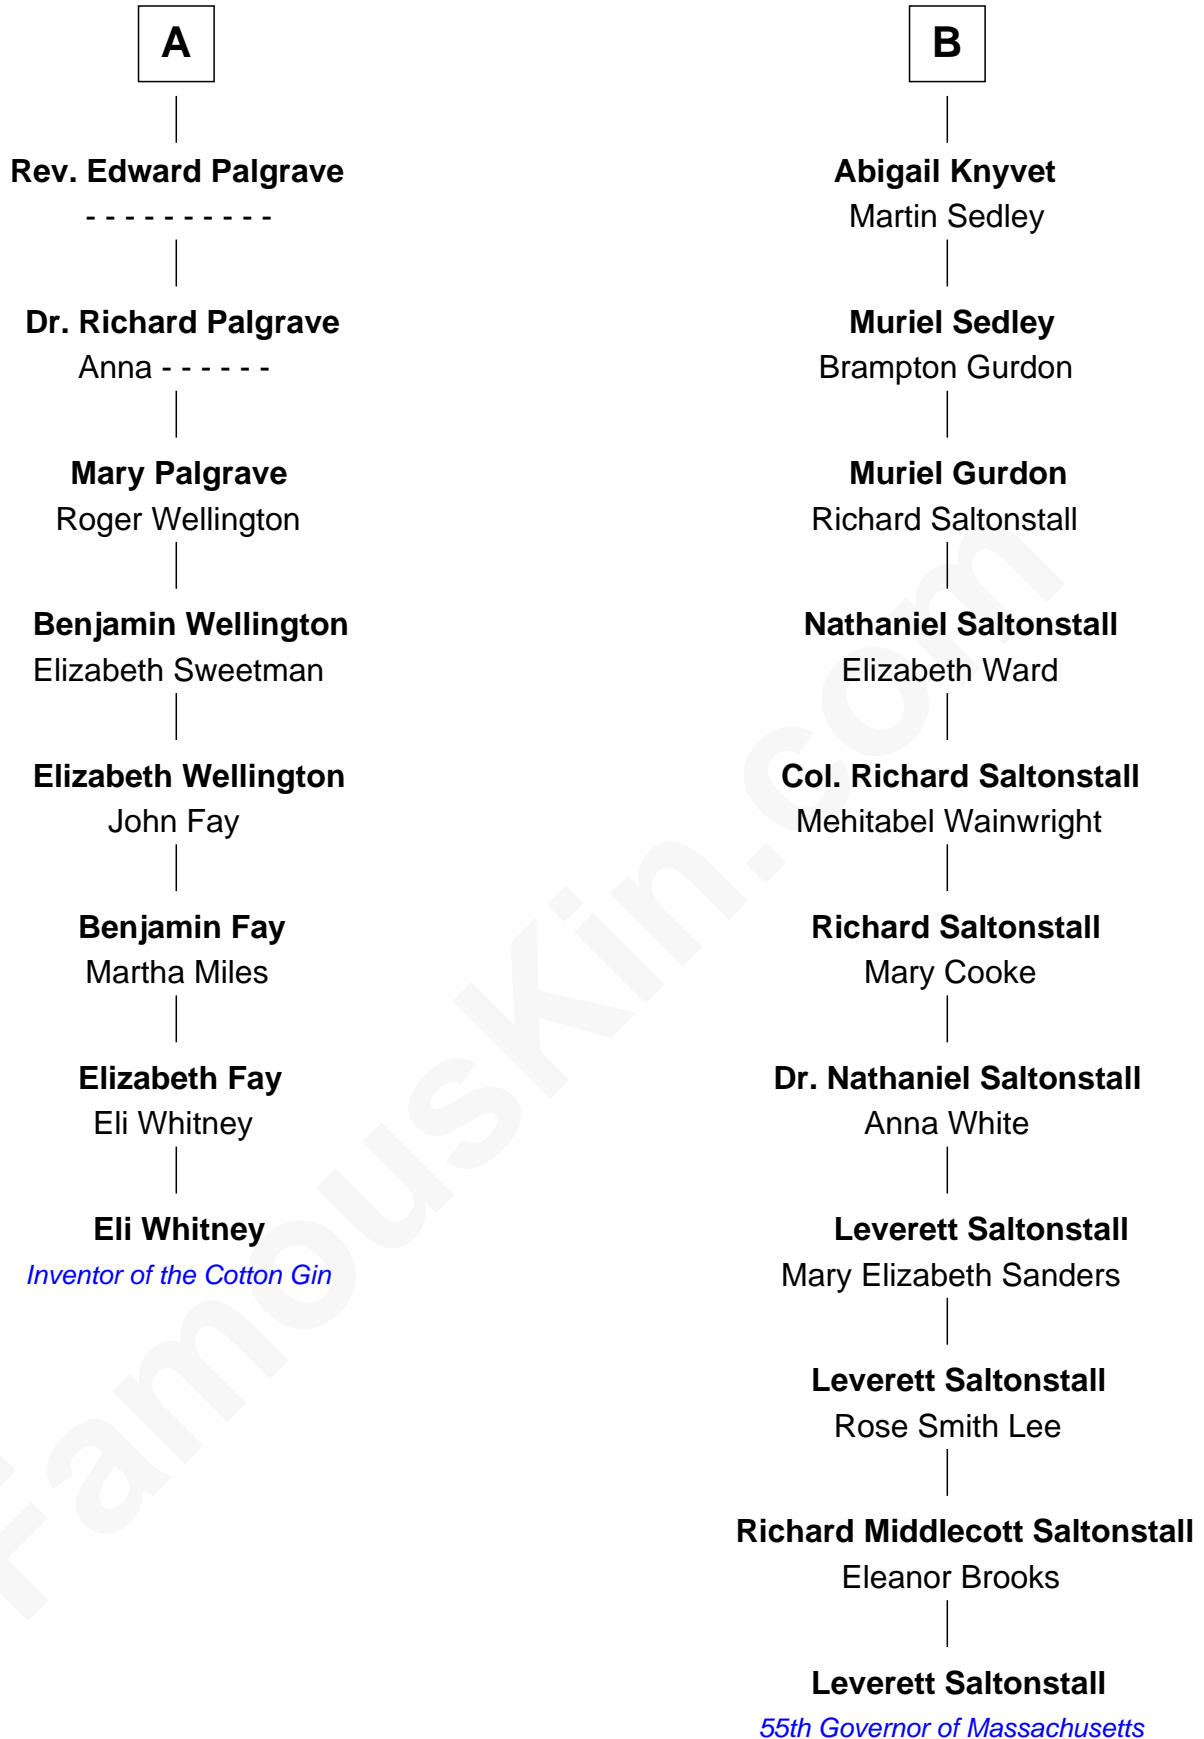 A
Rev. Edward Palgrave
- - - - - - - - - -
Dr. Richard Palgrave
Anna - - - - - -
Mary Palgrave
Roger Wellington
Benjamin Wellington
Elizabeth Sweetman
Elizabeth Wellington
John Fay
Benjamin Fay
Martha Miles
Elizabeth Fay
Eli Whitney
Eli Whitney
Inventor of the Cotton Gin
B
Abigail Knyvet
Martin Sedley
Muriel Sedley
Brampton Gurdon
Muriel Gurdon
Richard Saltonstall
Nathaniel Saltonstall
Elizabeth Ward
Col. Richard Saltonstall
Mehitabel Wainwright
Richard Saltonstall
Mary Cooke
Dr. Nathaniel Saltonstall
Anna White
Leverett Saltonstall
Mary Elizabeth Sanders
Leverett Saltonstall
Rose Smith Lee
Richard Middlecott Saltonstall
Eleanor Brooks
Leverett Saltonstall
55th Governor of Massachusetts
FamousKin.com